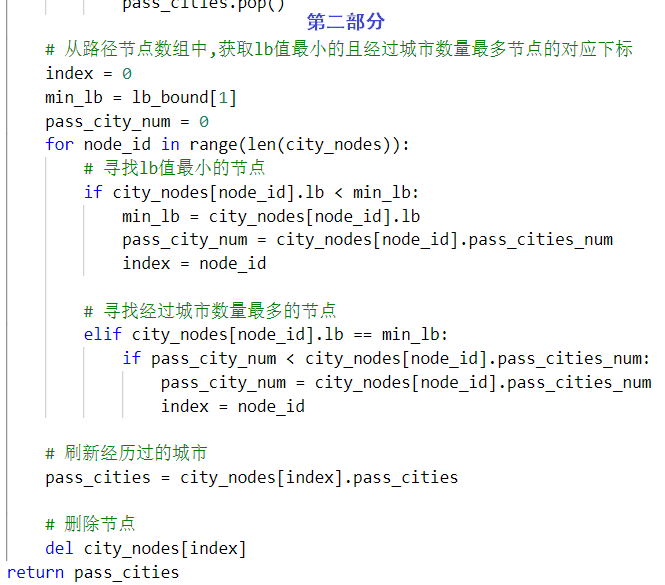 pass_cities.pop()
第二部分
# 从路径节点数组中,获取lb值最小的且经过城市数量最多节点的对应下标
index = 0
min_lb = lb_bound[1]
pass_city_num = 0
for node_id in range(len(city_nodes)):
# 寻找lb值最小的节点
if city_nodes[node_id].lb < min_lb:
min_lb = city_nodes[node_id].lb
pass_city_num = city_nodes[node_id].pass_cities_num
index = node_id
# 寻找经过城市数量最多的节点
elif city_nodes[node_id].lb == min_lb:
if pass_city_num < city_nodes[node_id].pass_cities_num:
pass_city_num = city_nodes[node_id].pass_cities_num
index = node_id
# 刷新经历过的城市
pass_cities = city_nodes[index].pass_cities
# 删除节点
del city_nodes[index]
return pass_cities